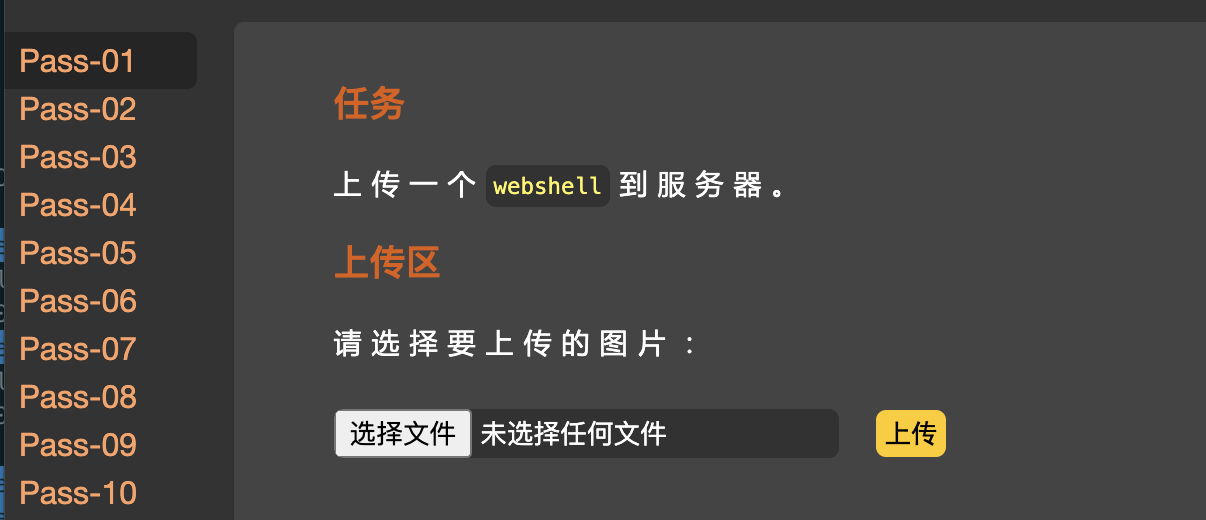 Pass-01
Pass-02
Pass-03
Pass-04
Pass-05
Pass-06
Pass-07
Pass-08
Pass-09
Pass-10
任务
上传一个 webshell 到服务器。
上传区
请选择要上传的图片：
选择文件 未选择任何文件 上传